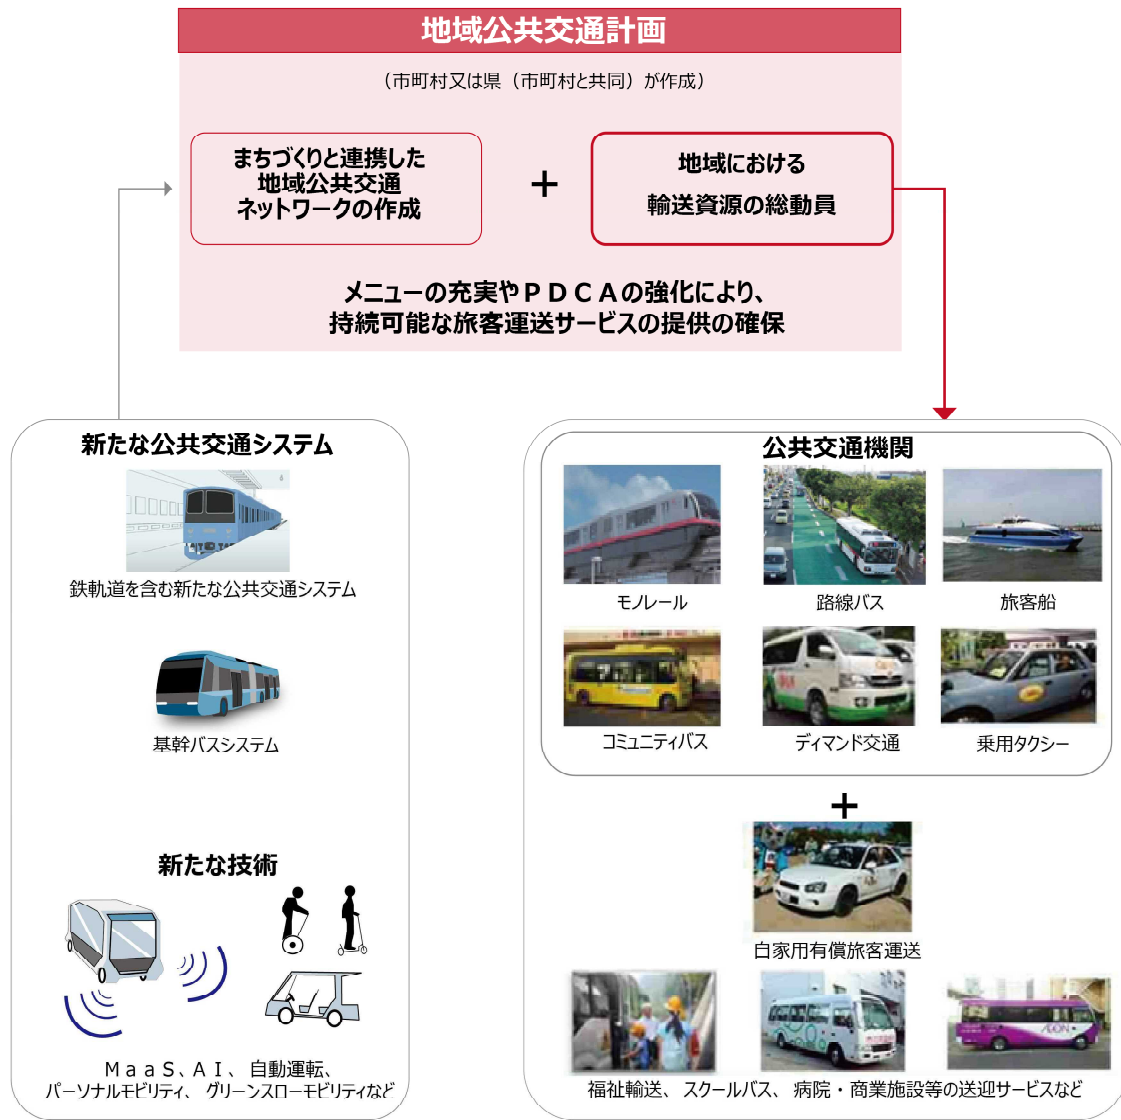 地域公共交通計画
（市町村又は県（市町村と共同）が作成）
まちづくりと連携した
地域公共交通
ネットワークの作成
＋
地域における
輸送資源の総動員
メニューの充実やＰＤＣＡの強化により、
持続可能な旅客運送サービスの提供の確保
新たな公共交通システム
鉄軌道を含む新たな公共交通システム
基幹バスシステム
新たな技術
ＭａａＳ、ＡＩ、自動運転、
パーソナルモビリティ、グリーンスローモビリティなど
公共交通機関
モノレール
路線バス
旅客船
コミュニティバス
ディマンド交通
乗用タクシー
＋
自家用有償旅客運送
福祉輸送、スクールバス、病院・商業施設等の送迎サービスなど